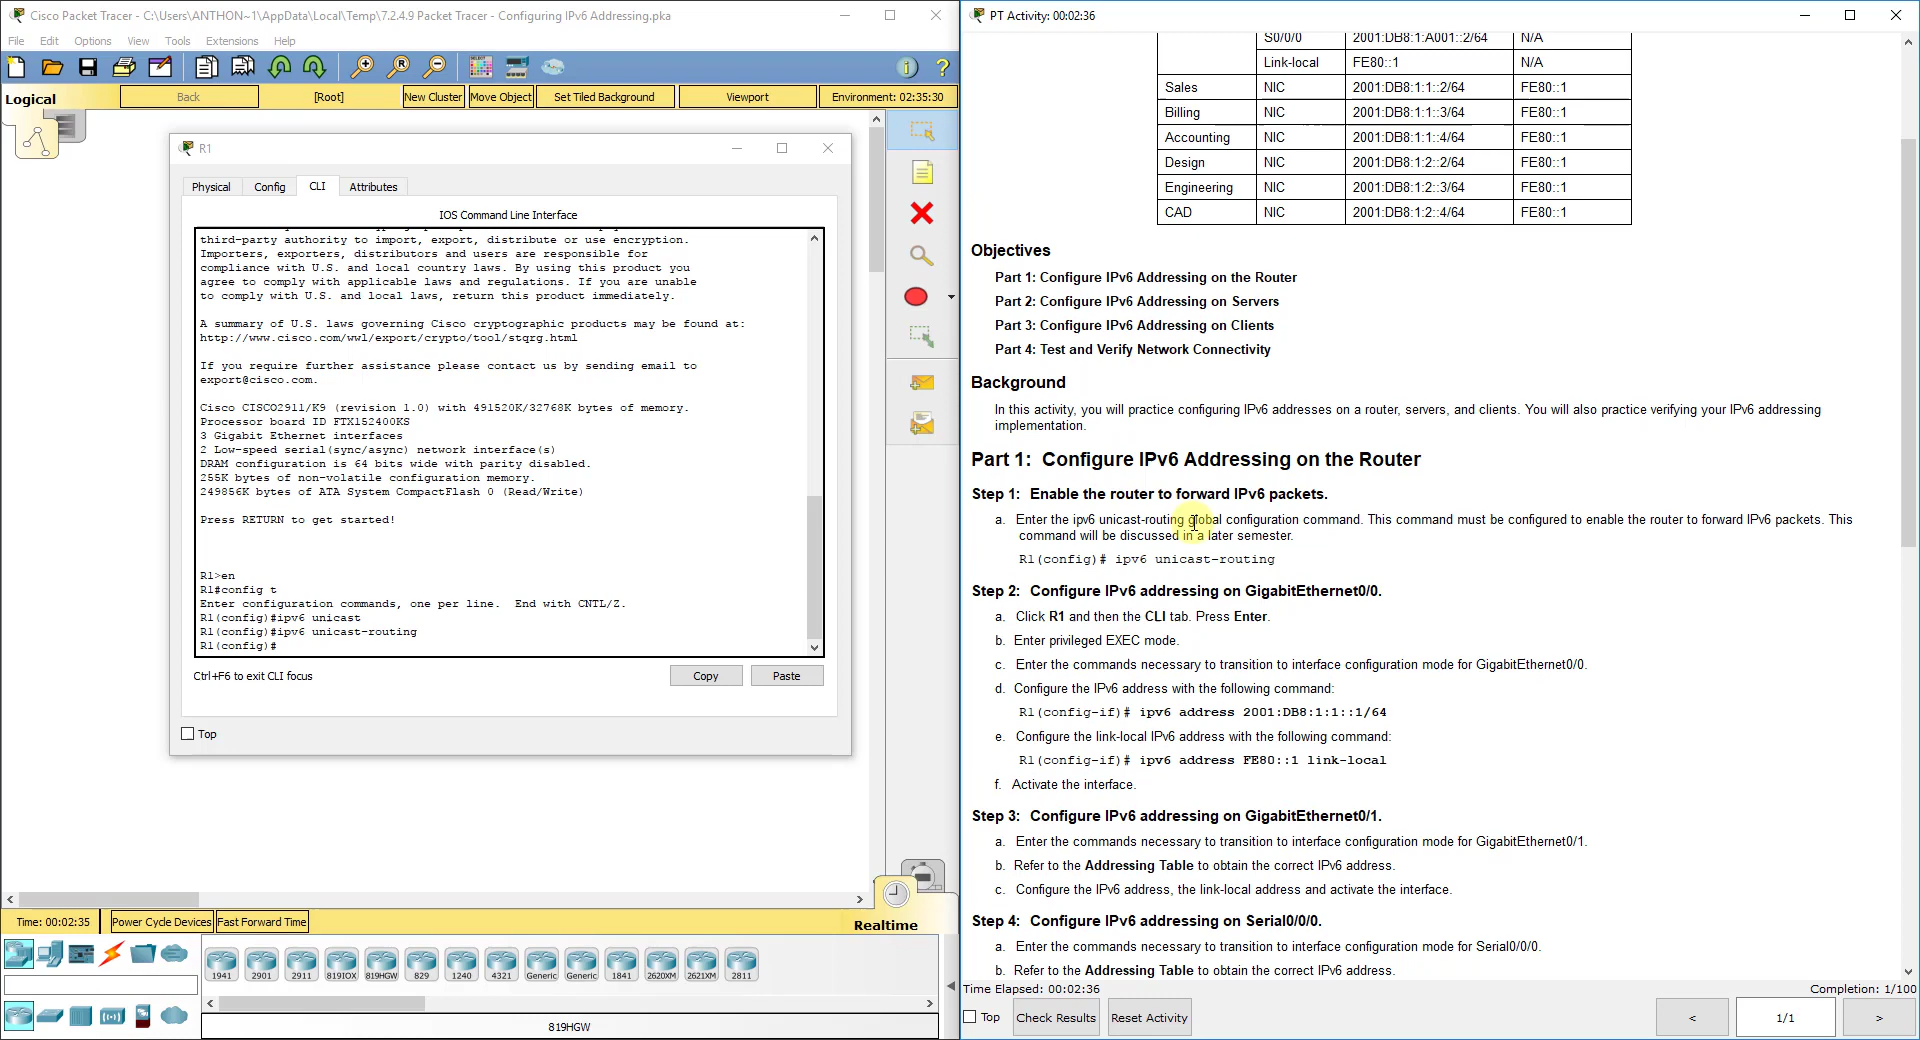 Cisco Packet Tracer - C:\Users\ANTHON~1\AppData\Local\Temp\7.2.4.9 Packet Tracer - Configuring IPv6 Addressing.pka
File Edit Options View Tools Extensions Help
Logical
Back
[Root]
New Cluster
Move Object
Set Tiled Background
Viewport
Environment: 02:35:30
R1
Physical
Config
CLI
Attributes
IOS Command Line Interface
third-party authority to import, export, distribute or use encryption.
Importers, exporters, distributors and users are responsible for
compliance with U.S. and local country laws. By using this product you
agree to comply with applicable laws and regulations. If you are unable
to comply with U.S. and local laws, return this product immediately.
A summary of U.S. laws governing Cisco cryptographic products may be found at:
http://www.cisco.com/wwl/export/crypto/tool/stqrg.html
If you require further assistance please contact us by sending email to
export@cisco.com.
Cisco CISCO2911/K9 (revision 1.0) with 491520K/32768K bytes of memory.
Processor board ID FTX152400KS
3 Gigabit Ethernet interfaces
2 Low-speed serial(sync/async) network interface(s)
DRAM configuration is 64 bits wide with parity disabled.
255K bytes of non-volatile configuration memory.
249856K bytes of ATA System CompactFlash 0 (Read/Write)
Press RETURN to get started!
R1>en
R1#config t
Enter configuration commands, one per line.  End with CNTL/Z.
R1(config)#ipv6 unicast
R1(config)#ipv6 unicast-routing
R1(config)#
Ctrl+F6 to exit CLI focus
Copy
Paste
Top
Time: 00:02:35
Power Cycle Devices
Fast Forward Time
Realtime
1941 2901 2911 819IOX 819HGW 829 1240 4321 Generic Generic 1841 2620XM 2621XM 2811
819HGW
PT Activity: 00:02:36
S0/0/0 2001:DB8:1:A001::2/64 N/A
Link-local FE80::1 N/A
Sales NIC 2001:DB8:1:1::2/64 FE80::1
Billing NIC 2001:DB8:1:1::3/64 FE80::1
Accounting NIC 2001:DB8:1:1::4/64 FE80::1
Design NIC 2001:DB8:1:2::2/64 FE80::1
Engineering NIC 2001:DB8:1:2::3/64 FE80::1
CAD NIC 2001:DB8:1:2::4/64 FE80::1
Objectives
Part 1: Configure IPv6 Addressing on the Router
Part 2: Configure IPv6 Addressing on Servers
Part 3: Configure IPv6 Addressing on Clients
Part 4: Test and Verify Network Connectivity
Background
In this activity, you will practice configuring IPv6 addresses on a router, servers, and clients. You will also practice verifying your IPv6 addressing
implementation.
Part 1: Configure IPv6 Addressing on the Router
Step 1: Enable the router to forward IPv6 packets.
a. Enter the ipv6 unicast-routing global configuration command. This command must be configured to enable the router to forward IPv6 packets. This
command will be discussed in a later semester.
R1(config)# ipv6 unicast-routing
Step 2: Configure IPv6 addressing on GigabitEthernet0/0.
a. Click R1 and then the CLI tab. Press Enter.
b. Enter privileged EXEC mode.
c. Enter the commands necessary to transition to interface configuration mode for GigabitEthernet0/0.
d. Configure the IPv6 address with the following command:
R1(config-if)# ipv6 address 2001:DB8:1:1::1/64
e. Configure the link-local IPv6 address with the following command:
R1(config-if)# ipv6 address FE80::1 link-local
f. Activate the interface.
Step 3: Configure IPv6 addressing on GigabitEthernet0/1.
a. Enter the commands necessary to transition to interface configuration mode for GigabitEthernet0/1.
b. Refer to the Addressing Table to obtain the correct IPv6 address.
c. Configure the IPv6 address, the link-local address and activate the interface.
Step 4: Configure IPv6 addressing on Serial0/0/0.
a. Enter the commands necessary to transition to interface configuration mode for Serial0/0/0.
b. Refer to the Addressing Table to obtain the correct IPv6 address.
Time Elapsed: 00:02:36
Completion: 1/100
Top
Check Results
Reset Activity
<
1/1
>